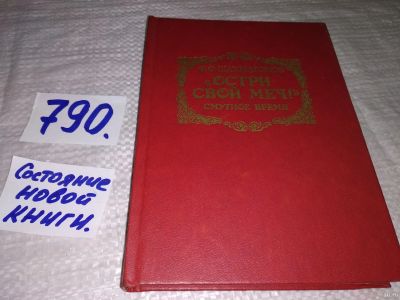 790.
Состояние
новой
книги.
"ОСТРИ
СВОЙ МЕЧ!"
СМУТНОЕ ВРЕМЯ